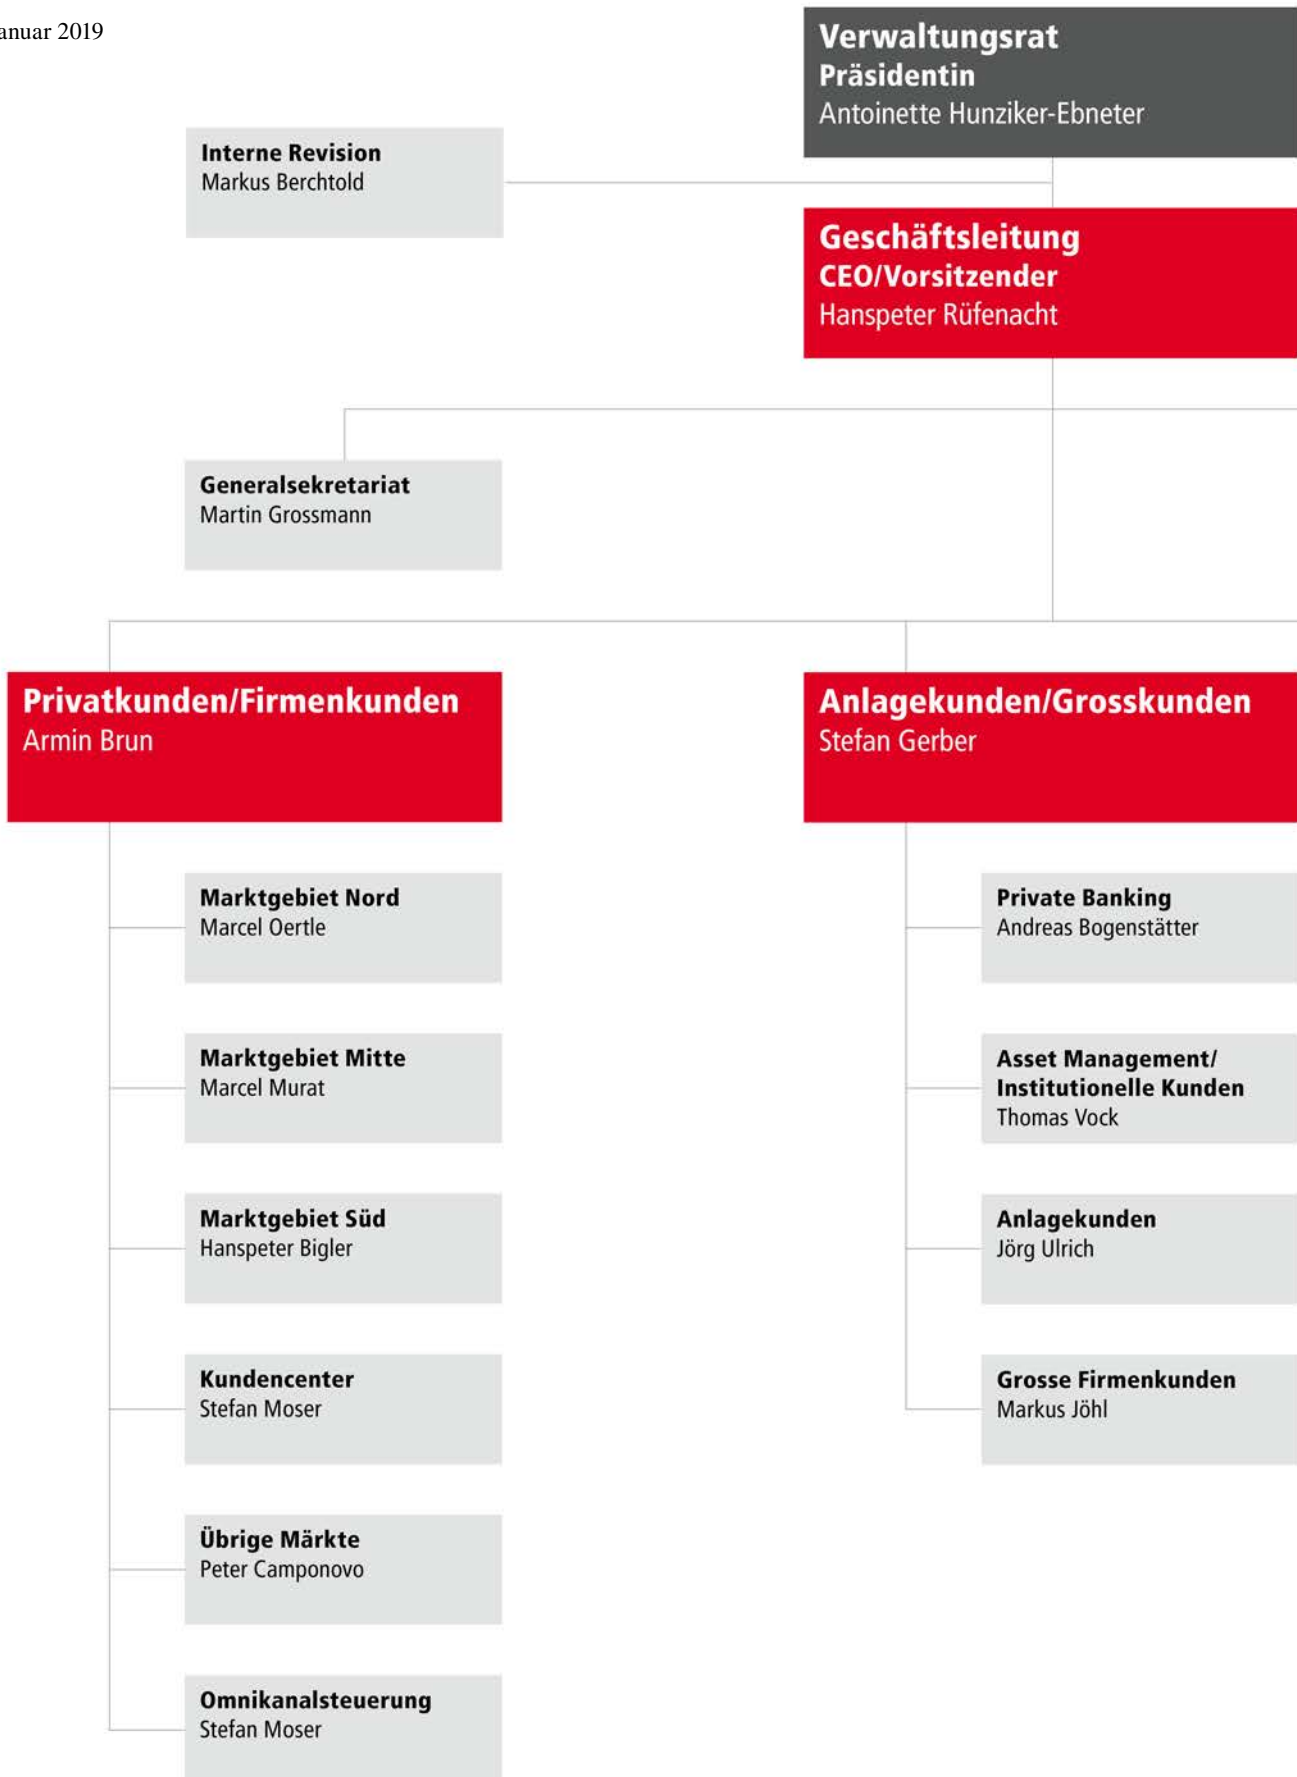 anuar 2019
Verwaltungsrat
Präsidentin
Antoinette Hunziker-Ebneter
Interne Revision
Markus Berchtold
Geschäftsleitung
CEO/Vorsitzender
Hanspeter Rüfenacht
Generalsekretariat
Martin Grossmann
Privatkunden/Firmenkunden
Armin Brun
Anlagekunden/Grosskunden
Stefan Gerber
Marktgebiet Nord
Marcel Oertle
Marktgebiet Mitte
Marcel Murat
Marktgebiet Süd
Hanspeter Bigler
Kundencenter
Stefan Moser
Übrige Märkte
Peter Camponovo
Omnikanalsteuerung
Stefan Moser
Private Banking
Andreas Bogenstätter
Asset Management/
Institutionelle Kunden
Thomas Vock
Anlagekunden
Jörg Ulrich
Grosse Firmenkunden
Markus Jöhl